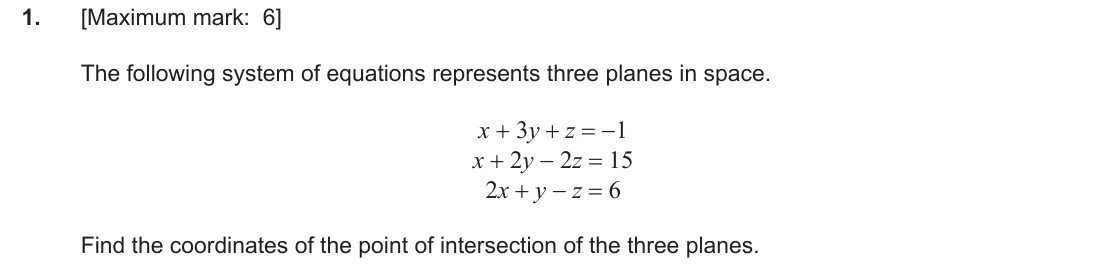 1. [Maximum mark: 6]
The following system of equations represents three planes in space.
x + 3y + z = −1
x + 2y − 2z = 15
2x + y − z = 6
Find the coordinates of the point of intersection of the three planes.